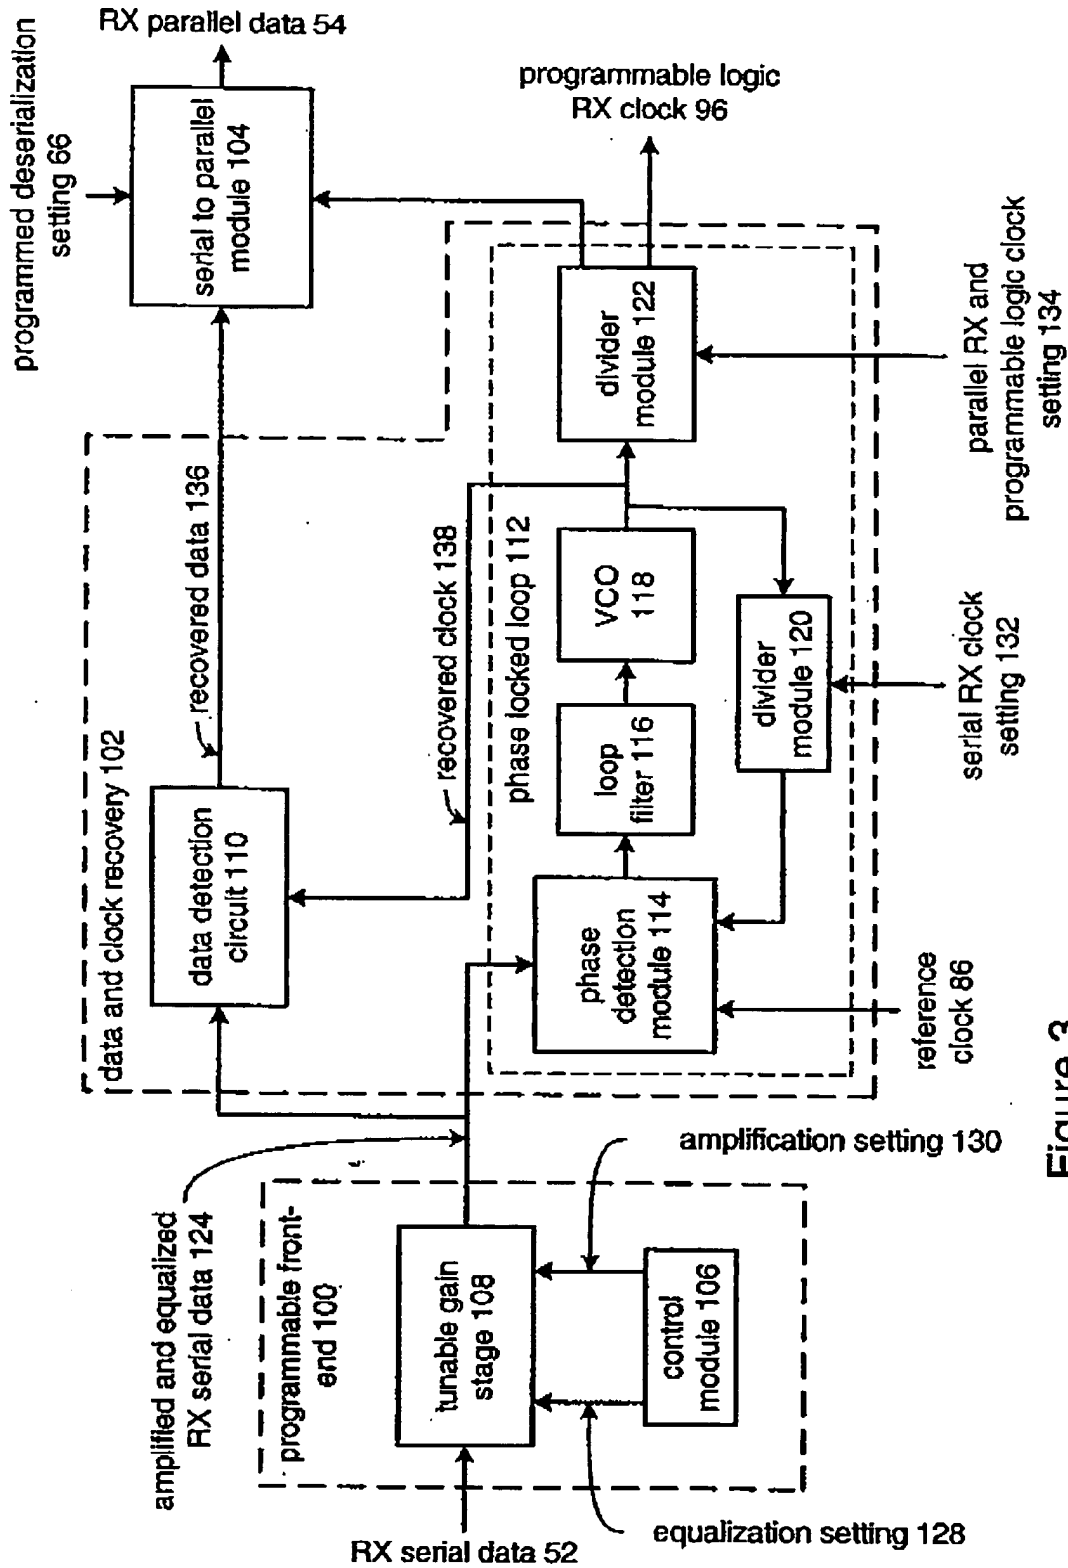 RX parallel data 54
programmed deserialization
setting 66
serial to parallel
module 104
programmable logic
RX clock 96
data and clock recovery 102
recovered data 136
data detection
circuit 110
recovered clock 138
phase locked loop 112
divider
module 122
VCO
118
loop
filter 116
phase
detection
module 114
divider
module 120
parallel RX and
programmable logic clock
setting 134
serial RX clock
setting 132
reference
clock 86
amplified and equalized
RX serial data 124
programmable front-
end 100
tunable gain
stage 108
control
module 106
amplification setting 130
equalization setting 128
RX serial data 52
Figure 3